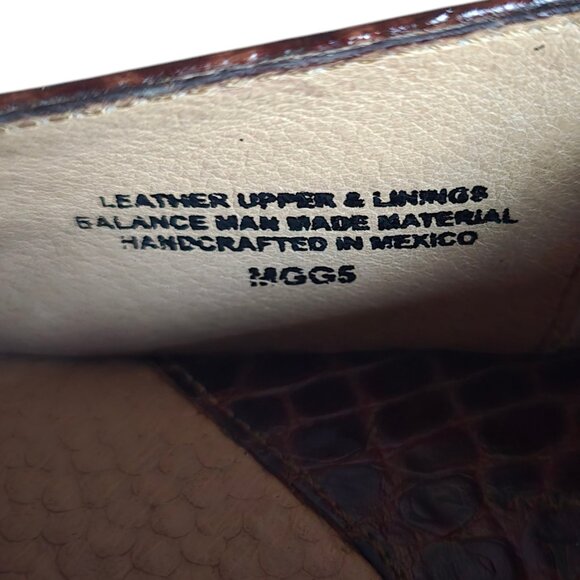 LEATHER UPPER & LININGS
BALANCE MAN MADE MATERIAL
HANDCRAFTED IN MEXICO
MGG5